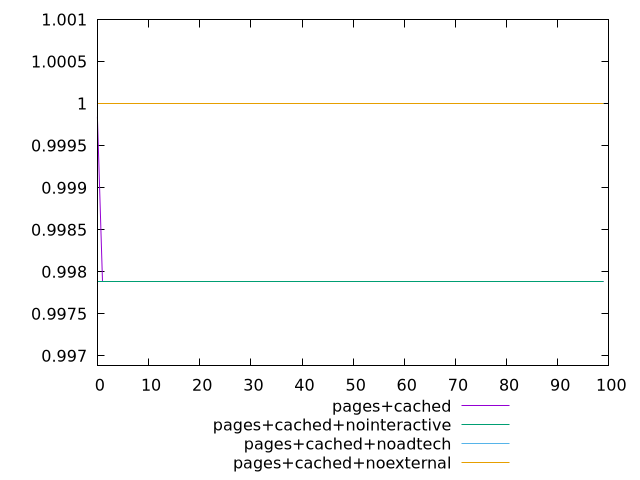 1.001
1.0005
1
0.9995
0.999
0.9985
0.998
0.9975
0.997
0 10 20 30 40 50 60 70 80 90 100
pages+cached
pages+cached+nointeractive
pages+cached+noadtech
pages+cached+noexternal